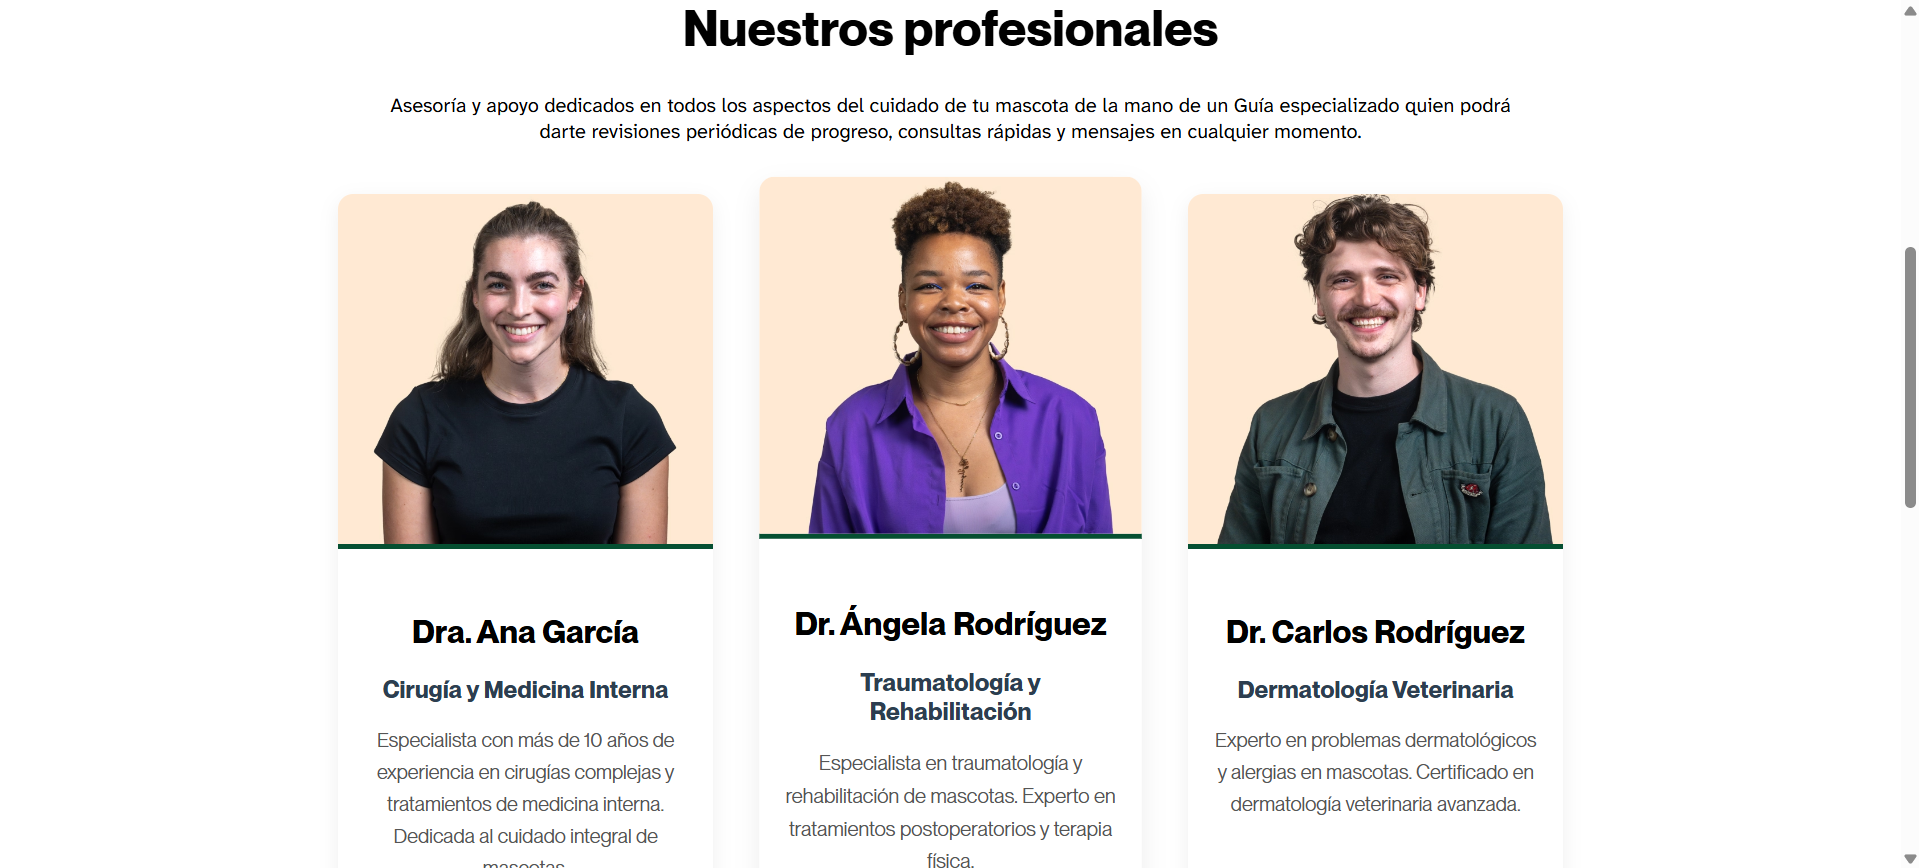 Nuestros profesionales
Asesoría y apoyo dedicados en todos los aspectos del cuidado de tu mascota de la mano de un Guía especializado quien podrá
darte revisiones periódicas de progreso, consultas rápidas y mensajes en cualquier momento.
Dra. Ana García
Cirugía y Medicina Interna
Especialista con más de 10 años de
experiencia en cirugías complejas y
tratamientos de medicina interna.
Dedicada al cuidado integral de
mascotas.
Dr. Ángela Rodríguez
Traumatología y
Rehabilitación
Especialista en traumatología y
rehabilitación de mascotas. Experto en
tratamientos postoperatorios y terapia
física.
Dr. Carlos Rodríguez
Dermatología Veterinaria
Experto en problemas dermatológicos
y alergias en mascotas. Certificado en
dermatología veterinaria avanzada.